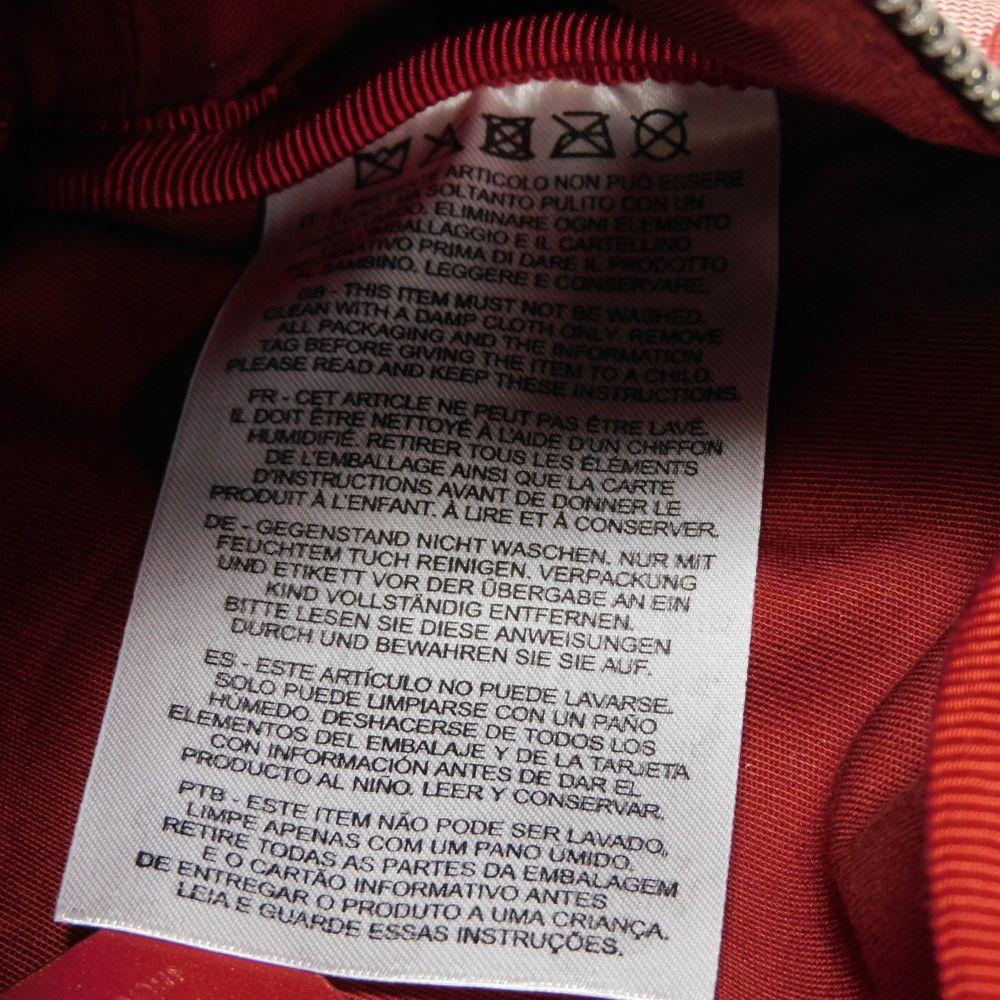 ARTICOLO NON PUÒ ESSERE
IT - SOLTANTO PULITO CON UN
ELIMINARE OGNI ELEMENTO
EMBALLAGGIO E IL CARTELLINO
PRIMA DI DARE IL PRODOTTO
AL BAMBINO. LEGGERE E CONSERVARE.
GB - THIS ITEM MUST NOT BE WASHED.
CLEAN WITH A DAMP CLOTH ONLY. REMOVE
ALL PACKAGING AND THE INFORMATION
TAG BEFORE GIVING THE ITEM TO A CHILD.
PLEASE READ AND KEEP THESE INSTRUCTIONS.
FR - CET ARTICLE NE PEUT PAS ÊTRE LAVÉ.
IL DOIT ÊTRE NETTOYÉ À L'AIDE D'UN CHIFFON
HUMIDIFIÉ. RETIRER TOUS LES ÉLÉMENTS
DE L'EMBALLAGE AINSI QUE LA CARTE
D'INSTRUCTIONS AVANT DE DONNER LE
PRODUIT À L'ENFANT. À LIRE ET À CONSERVER.
DE - GEGENSTAND NICHT WASCHEN. NUR MIT
FEUCHTEM TUCH REINIGEN. VERPACKUNG
UND ETIKETT VOR DER ÜBERGABE AN EIN
KIND VOLLSTÄNDIG ENTFERNEN.
BITTE LESEN SIE DIESE ANWEISUNGEN
DURCH UND BEWAHREN SIE SIE AUF.
ES - ESTE ARTÍCULO NO PUEDE LAVARSE.
SOLO PUEDE LIMPIARSE CON UN PAÑO
HÚMEDO. DESHACERSE DE TODOS LOS
ELEMENTOS DEL EMBALAJE Y DE LA TARJETA
CON INFORMACIÓN ANTES DE DAR EL
PRODUCTO AL NIÑO. LEER Y CONSERVAR.
PTB - ESTE ITEM NÃO PODE SER LAVADO,
LIMPE APENAS COM UM PANO ÚMIDO.
RETIRE TODAS AS PARTES DA EMBALAGEM
E O CARTÃO INFORMATIVO ANTES
DE ENTREGAR O PRODUTO A UMA CRIANÇA.
LEIA E GUARDE ESSAS INSTRUÇÕES.